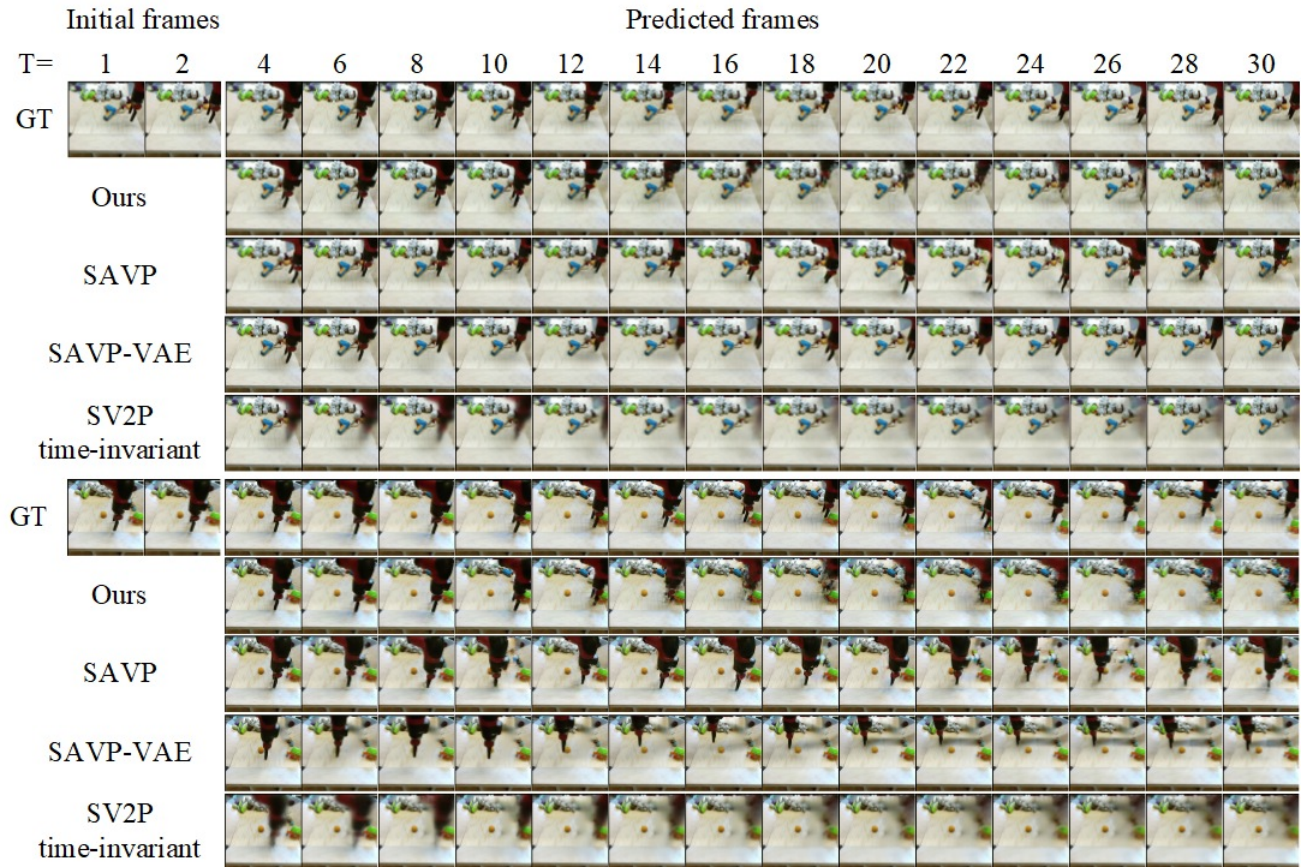 Initial frames Predicted frames
T= 1 2 4 6 8 10 12 14 16 18 20 22 24 26 28 30
GT
Ours
SAVP
SAVP-VAE
SV2P
time-invariant
GT
Ours
SAVP
SAVP-VAE
SV2P
time-invariant